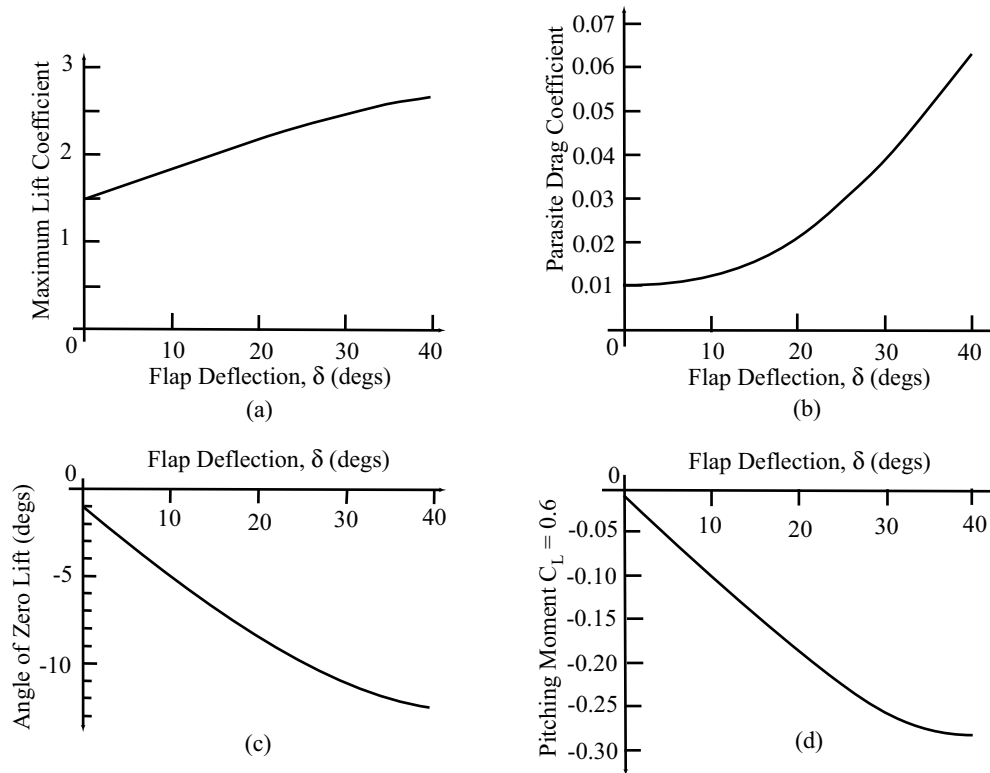 Maximum Lift Coefficient
3
2
1
0
10 20 30 40
Flap Deflection, δ (degs)
(a)
Parasite Drag Coefficient
0.07
0.06
0.05
0.04
0.03
0.02
0.01
0
10 20 30 40
Flap Deflection, δ (degs)
(b)
Flap Deflection, δ (degs)
0
10 20 30 40
Angle of Zero Lift (degs)
-5
-10
(c)
Flap Deflection, δ (degs)
0
10 20 30 40
Pitching Moment C_L = 0.6
-0.05
-0.10
-0.15
-0.20
-0.25
-0.30
(d)